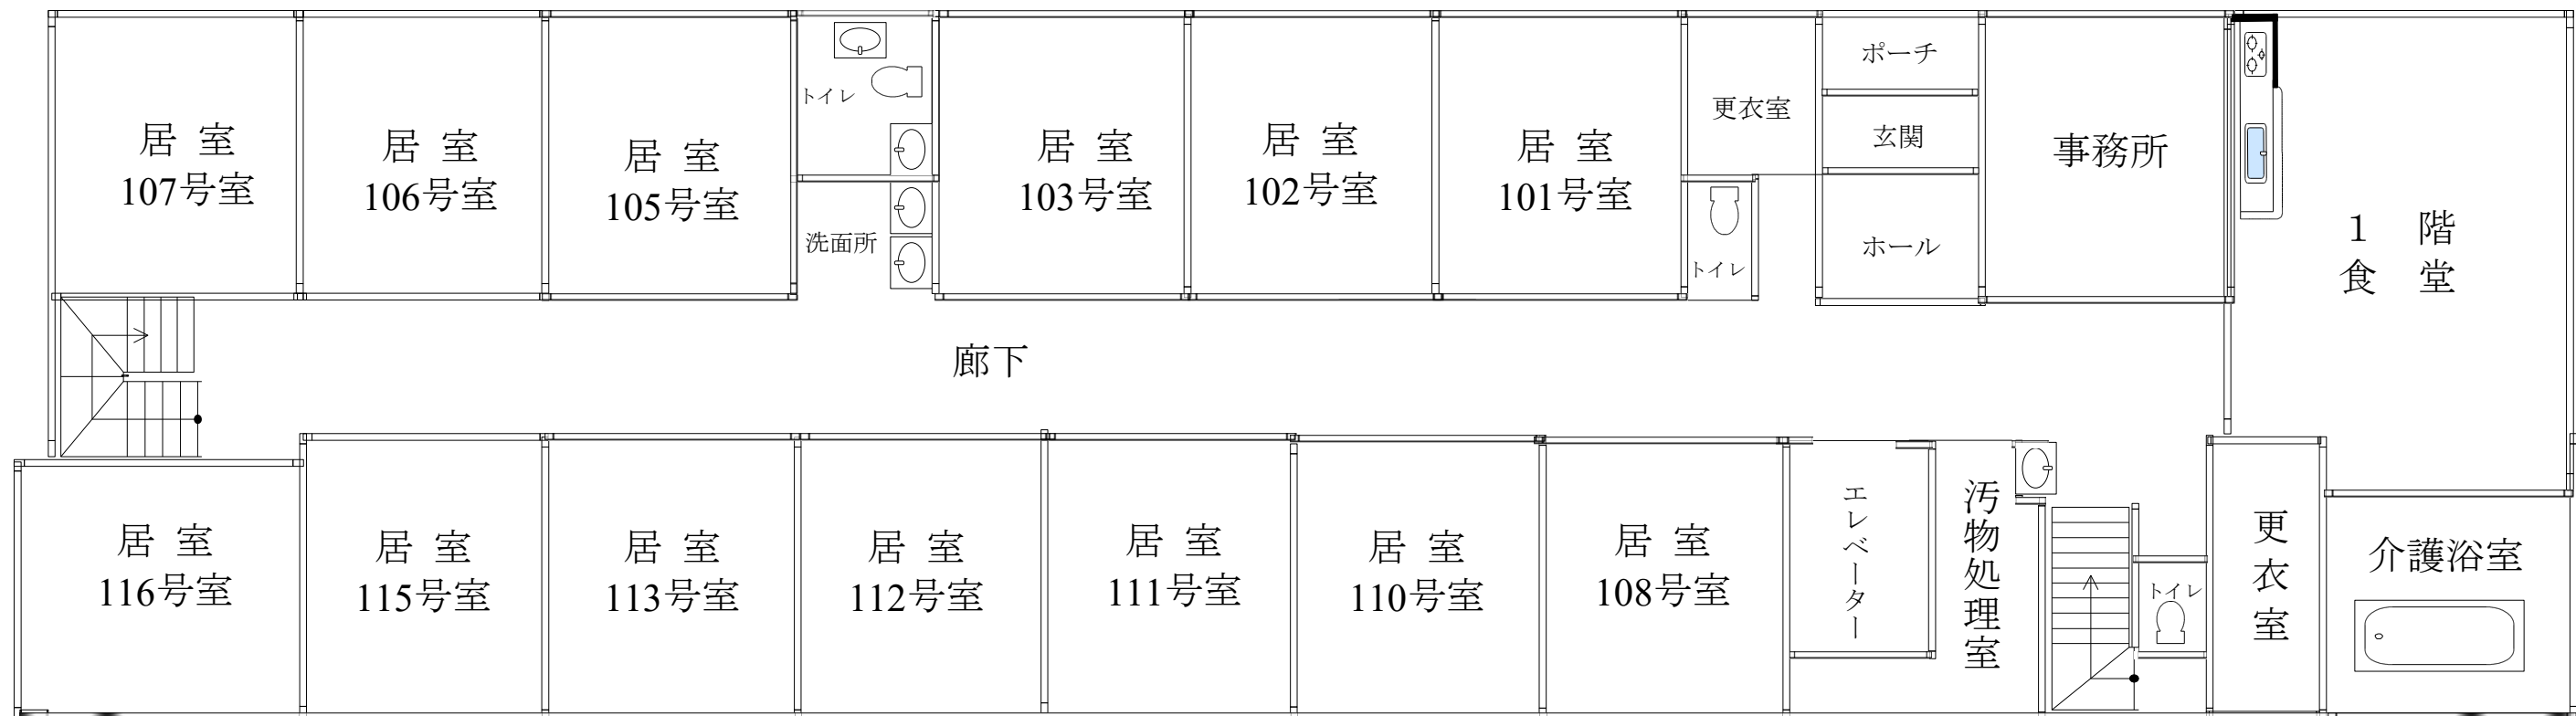 居 室
107号室
居 室
106号室
居 室
105号室
トイレ
洗面所
居 室
103号室
居 室
102号室
居 室
101号室
更衣室
トイレ
ポーチ
玄関
ホール
事務所
１ 階
食 堂
廊下
居 室
116号室
居 室
115号室
居 室
113号室
居 室
112号室
居 室
111号室
居 室
110号室
居 室
108号室
エレベーター
汚物処理室
トイレ
更衣室
介護浴室